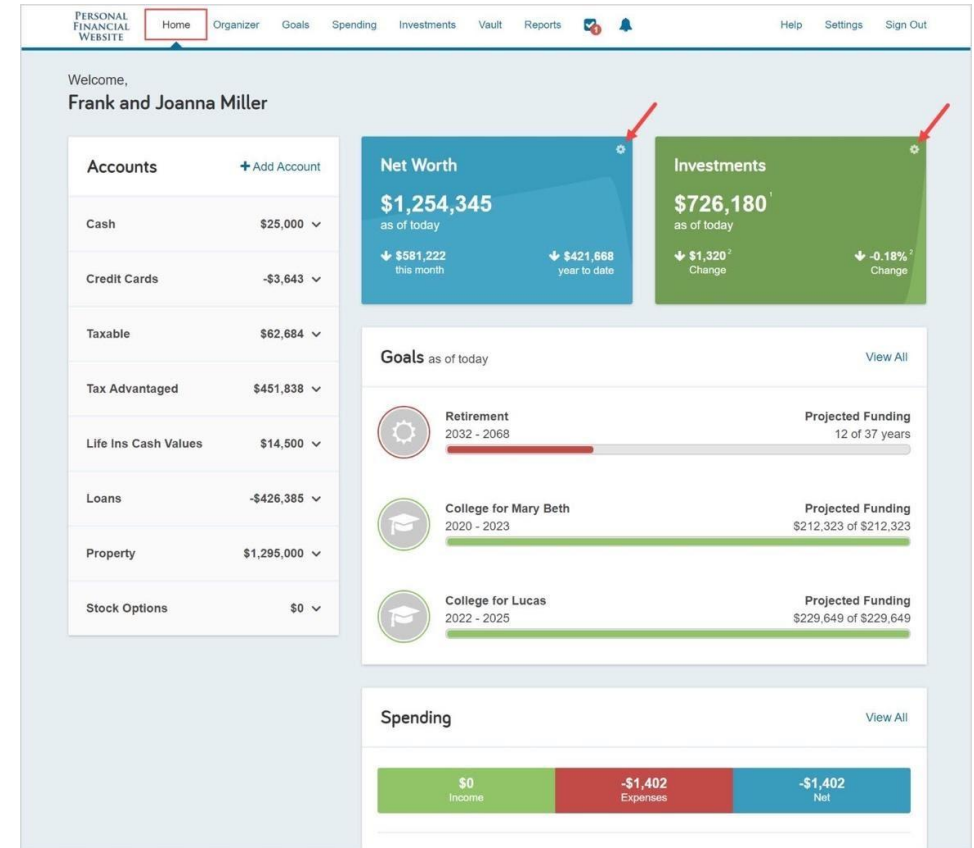 PERSONAL
FINANCIAL
WEBSITE
Home Organizer Goals Spending Investments Vault Reports 1 Help Settings Sign Out
Welcome,
Frank and Joanna Miller
Accounts + Add Account
Cash $25,000
Credit Cards -$3,643
Taxable $62,684
Tax Advantaged $451,838
Life Ins Cash Values $14,500
Loans -$426,385
Property $1,295,000
Stock Options $0
Net Worth
$1,254,345
as of today
$581,222 $421,668
this month year to date
Investments
$726,180¹
as of today
$1,320² -0.18%²
Change Change
Goals as of today View All
Retirement Projected Funding
2032 - 2068 12 of 37 years
College for Mary Beth Projected Funding
2020 - 2023 $212,323 of $212,323
College for Lucas Projected Funding
2022 - 2025 $229,649 of $229,649
Spending View All
$0 -$1,402 -$1,402
Income Expenses Net